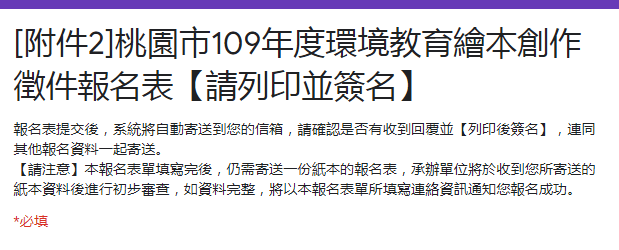 [附件2]桃園市109年度環境教育繪本創作
徵件報名表【請列印並簽名】
報名表提交後，系統將自動寄送到您的信箱，請確認是否有收到回覆並【列印後簽名】，連同
其他報名資料一起寄送。
【請注意】本報名表單填寫完後，仍需寄送一份紙本的報名表，承辦單位將於收到您所寄送的
紙本資料後進行初步審查，如資料完整，將以本報名表單所填寫連絡資訊通知您報名成功。
*必填